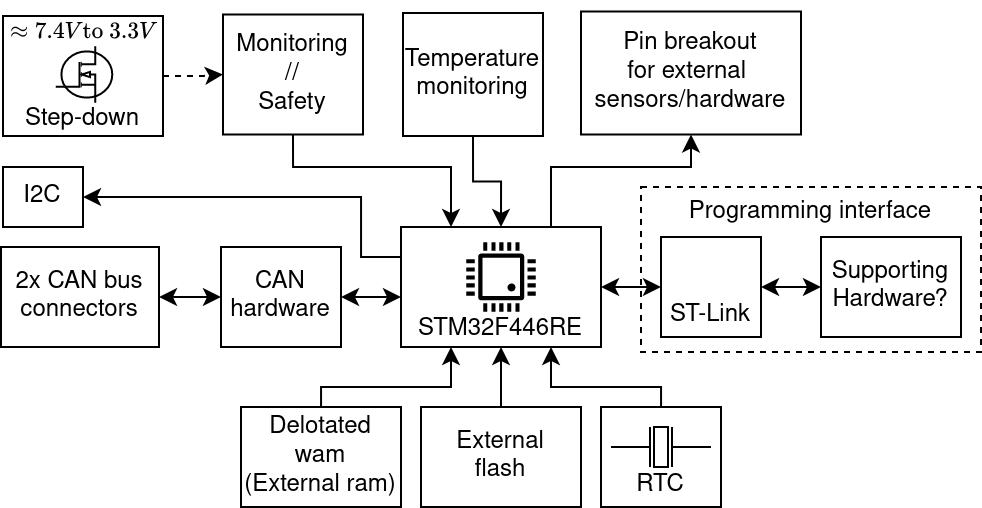 ≈ 7.4V to 3.3V
Step-down
Monitoring
//
Safety
Temperature
monitoring
Pin breakout
for external
sensors/hardware
I2C
Programming interface
2x CAN bus
connectors
CAN
hardware
STM32F446RE
ST-Link
Supporting
Hardware?
Delotated
wam
(External ram)
External
flash
RTC